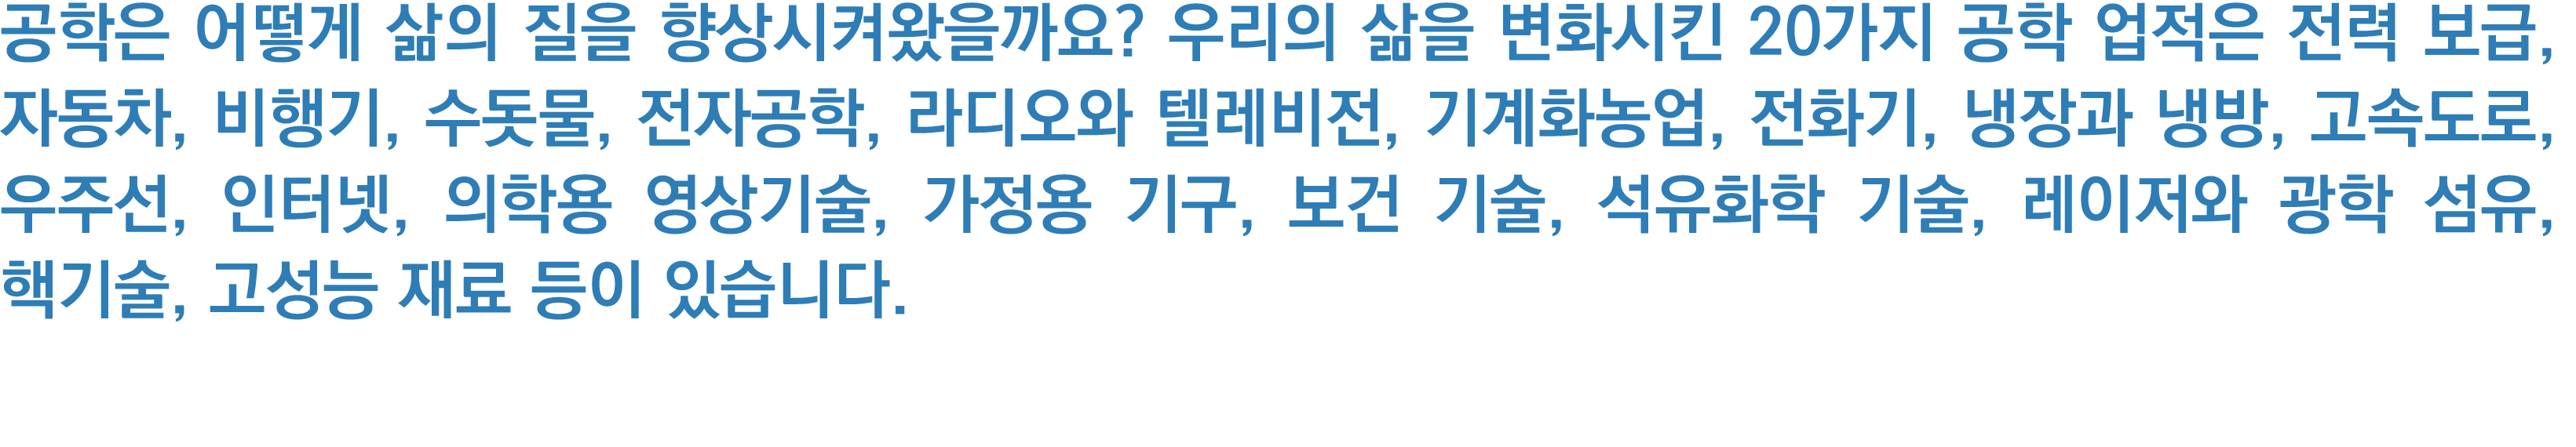 공학은 어떻게 삶의 질을 향상시켜왔을까요? 우리의 삶을 변화시킨 20가지 공학 업적은 전력 보급,
자동차, 비행기, 수돗물, 전자공학, 라디오와 텔레비전, 기계화농업, 전화기, 냉장과 냉방, 고속도로,
우주선, 인터넷, 의학용 영상기술, 가정용 기구, 보건 기술, 석유화학 기술, 레이저와 광학 섬유,
핵기술, 고성능 재료 등이 있습니다.